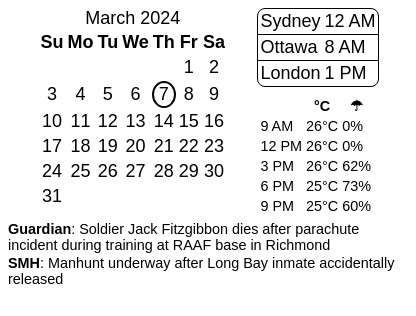 March 2024
Su Mo Tu We Th Fr Sa
1 2
3 4 5 6 7 8 9
10 11 12 13 14 15 16
17 18 19 20 21 22 23
24 25 26 27 28 29 30
31
Sydney 12 AM
Ottawa 8 AM
London 1 PM
°C ☂
9 AM 26°C 0%
12 PM 26°C 0%
3 PM 26°C 62%
6 PM 25°C 73%
9 PM 25°C 60%
Guardian: Soldier Jack Fitzgibbon dies after parachute
incident during training at RAAF base in Richmond
SMH: Manhunt underway after Long Bay inmate accidentally
released